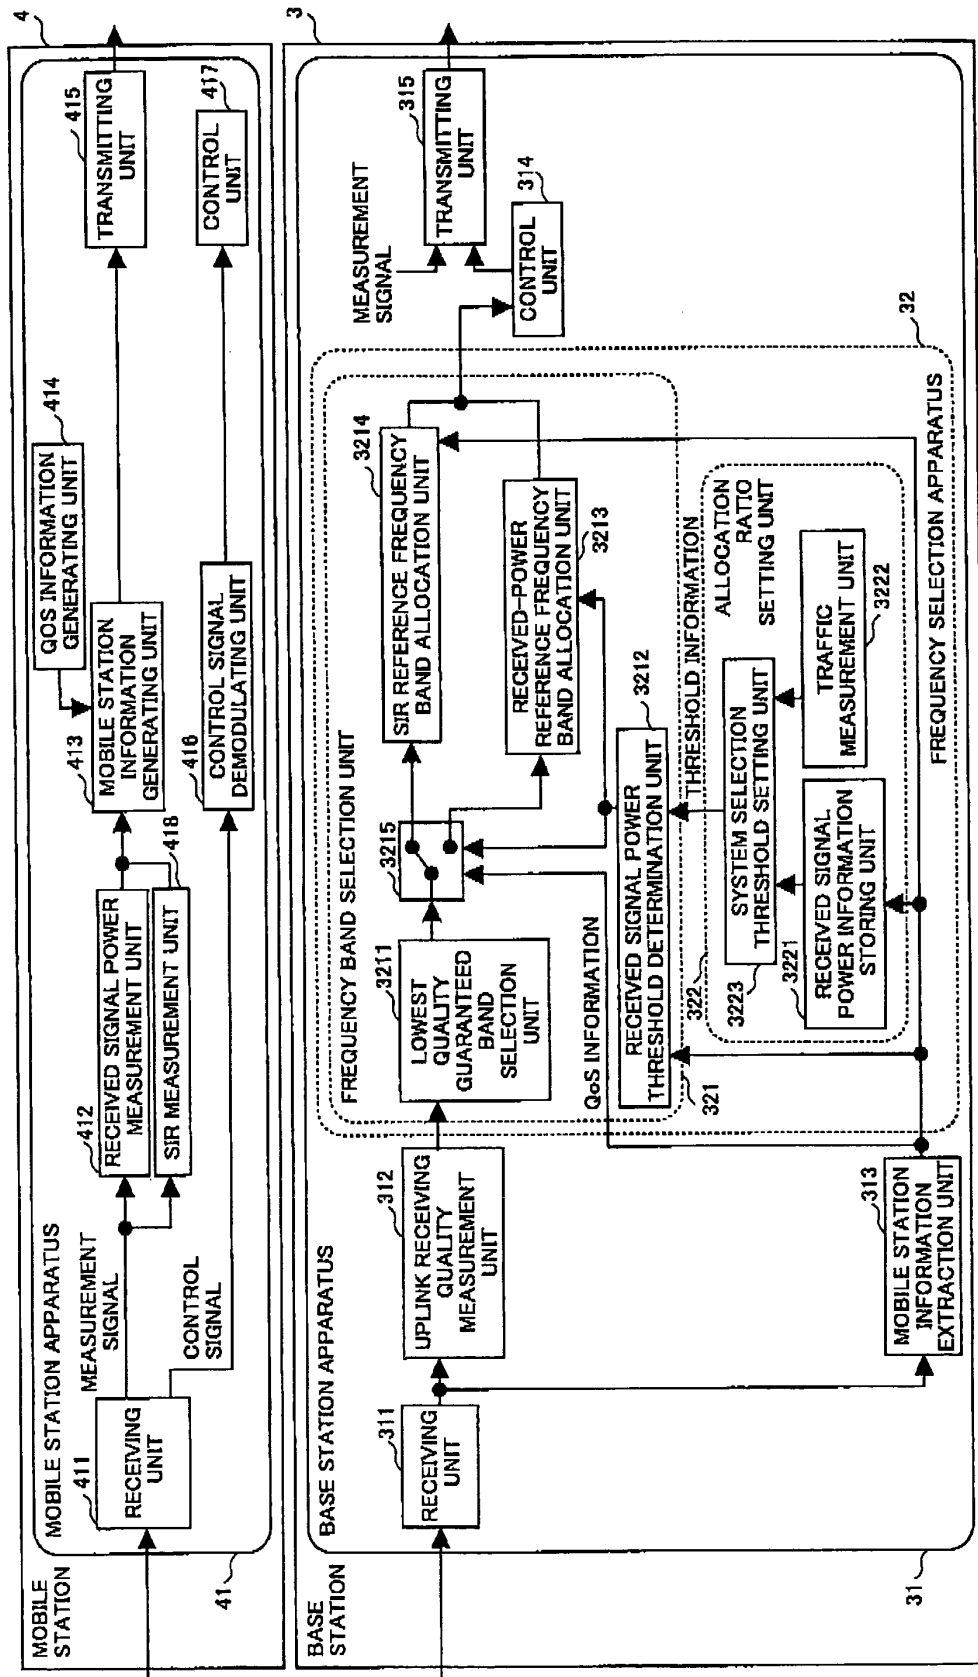 MOBILE
STATION
4
MOBILE STATION APPARATUS
41
411
RECEIVING
UNIT
MEASUREMENT
SIGNAL
CONTROL
SIGNAL
412
RECEIVED SIGNAL POWER
MEASUREMENT UNIT
SIR MEASUREMENT UNIT
418
413
MOBILE STATION
INFORMATION
GENERATING UNIT
QOS INFORMATION
GENERATING UNIT
414
416
CONTROL SIGNAL
DEMODULATING UNIT
415
TRANSMITTING
UNIT
417
CONTROL
UNIT
BASE
STATION
3
BASE STATION APPARATUS
31
311
RECEIVING
UNIT
312
UPLINK RECEIVING
QUALITY
MEASUREMENT
UNIT
313
MOBILE STATION
INFORMATION
EXTRACTION UNIT
FREQUENCY BAND SELECTION UNIT
3211
LOWEST
QUALITY
GUARANTEED
BAND
SELECTION
UNIT
3215
3214
SIR REFERENCE FREQUENCY
BAND ALLOCATION UNIT
RECEIVED-POWER
REFERENCE FREQUENCY
BAND ALLOCATION UNIT
3213
QoS INFORMATION
RECEIVED SIGNAL POWER
THRESHOLD DETERMINATION UNIT
3212
321
THRESHOLD INFORMATION
322
ALLOCATION
RATIO
SETTING UNIT
SYSTEM SELECTION
THRESHOLD SETTING UNIT
3223
3221
RECEIVED SIGNAL
POWER INFORMATION
STORING UNIT
TRAFFIC
MEASUREMENT UNIT
3222
FREQUENCY SELECTION APPARATUS
32
MEASUREMENT
SIGNAL
315
TRANSMITTING
UNIT
314
CONTROL
UNIT